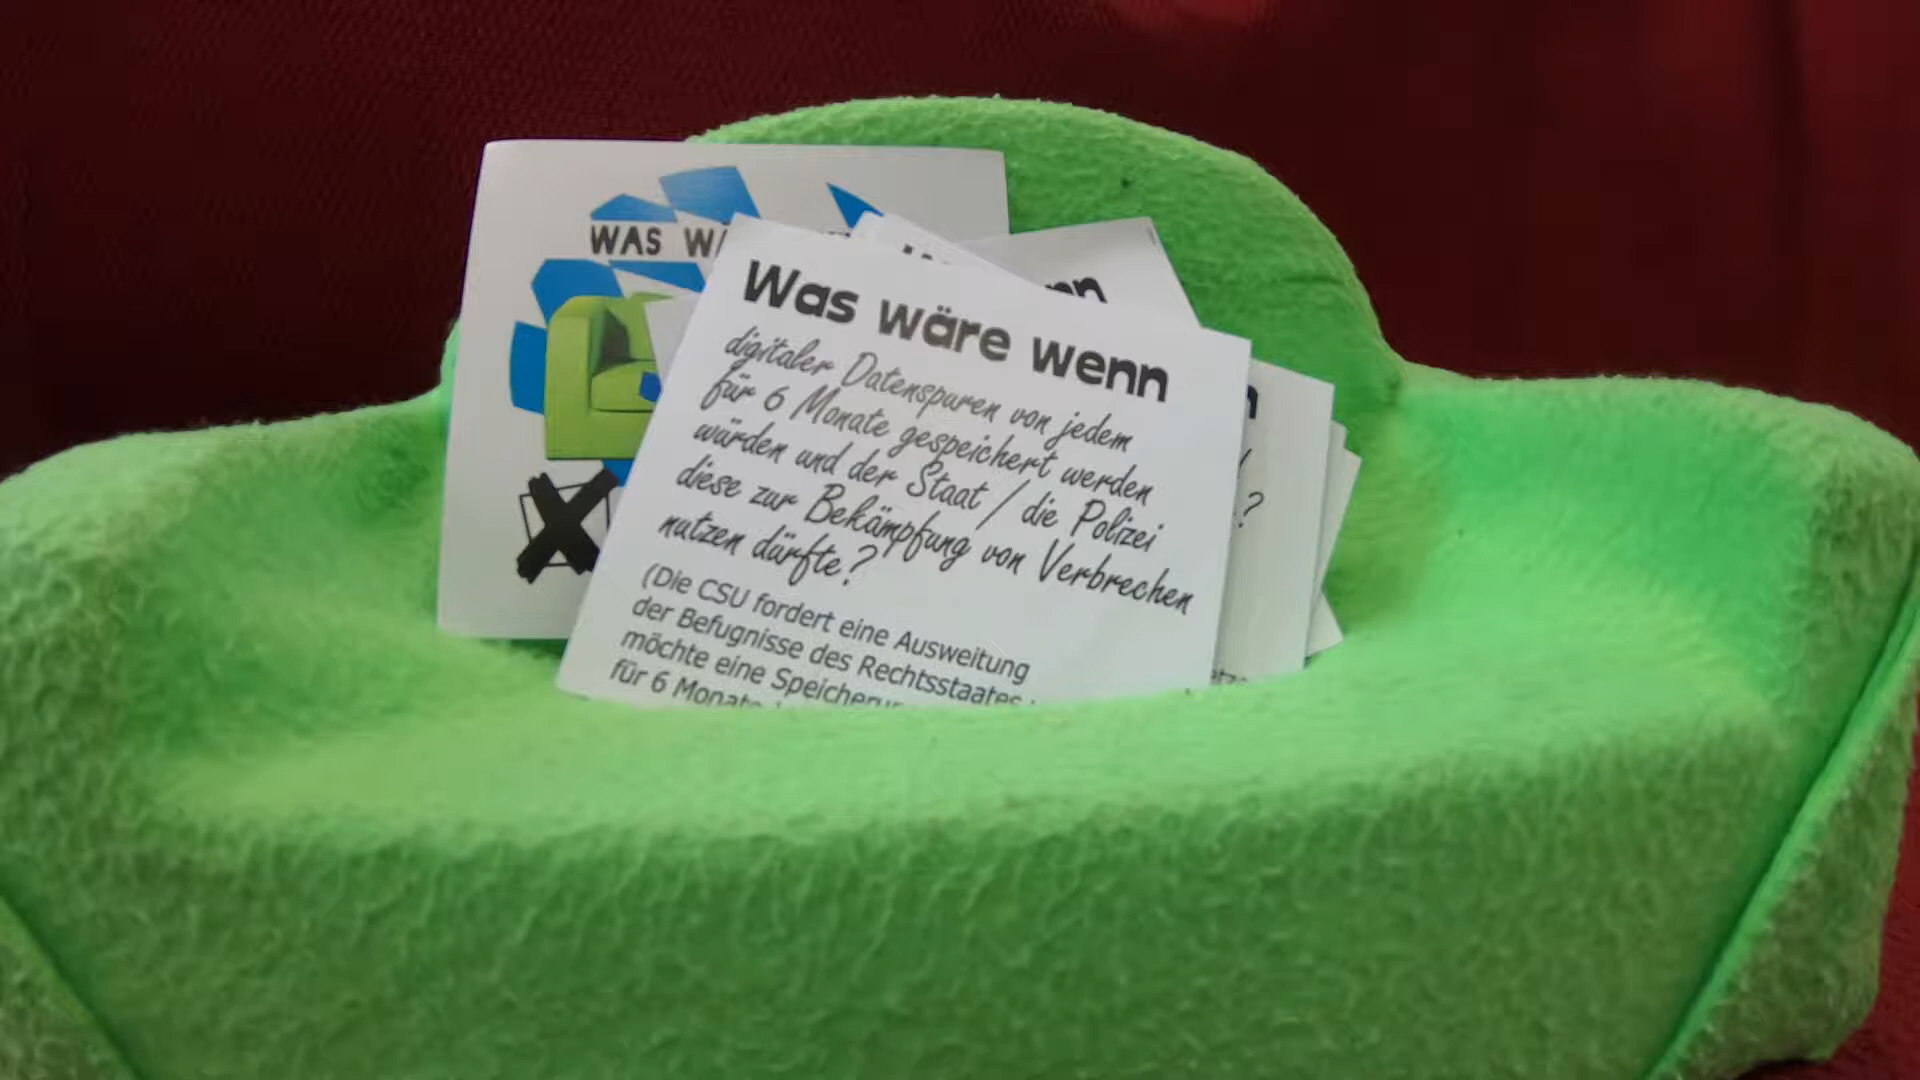 WAS
Was wäre wenn
digitaler Datenspuren von jedem
für 6 Monate gespeichert werden
würden und der Staat / die Polizei
diese zur Bekämpfung von Verbrechen
nutzen dürfte?
(Die CSU fordert eine Ausweitung
der Befugnisse des Rechtsstaates
möchte eine
für 6
?